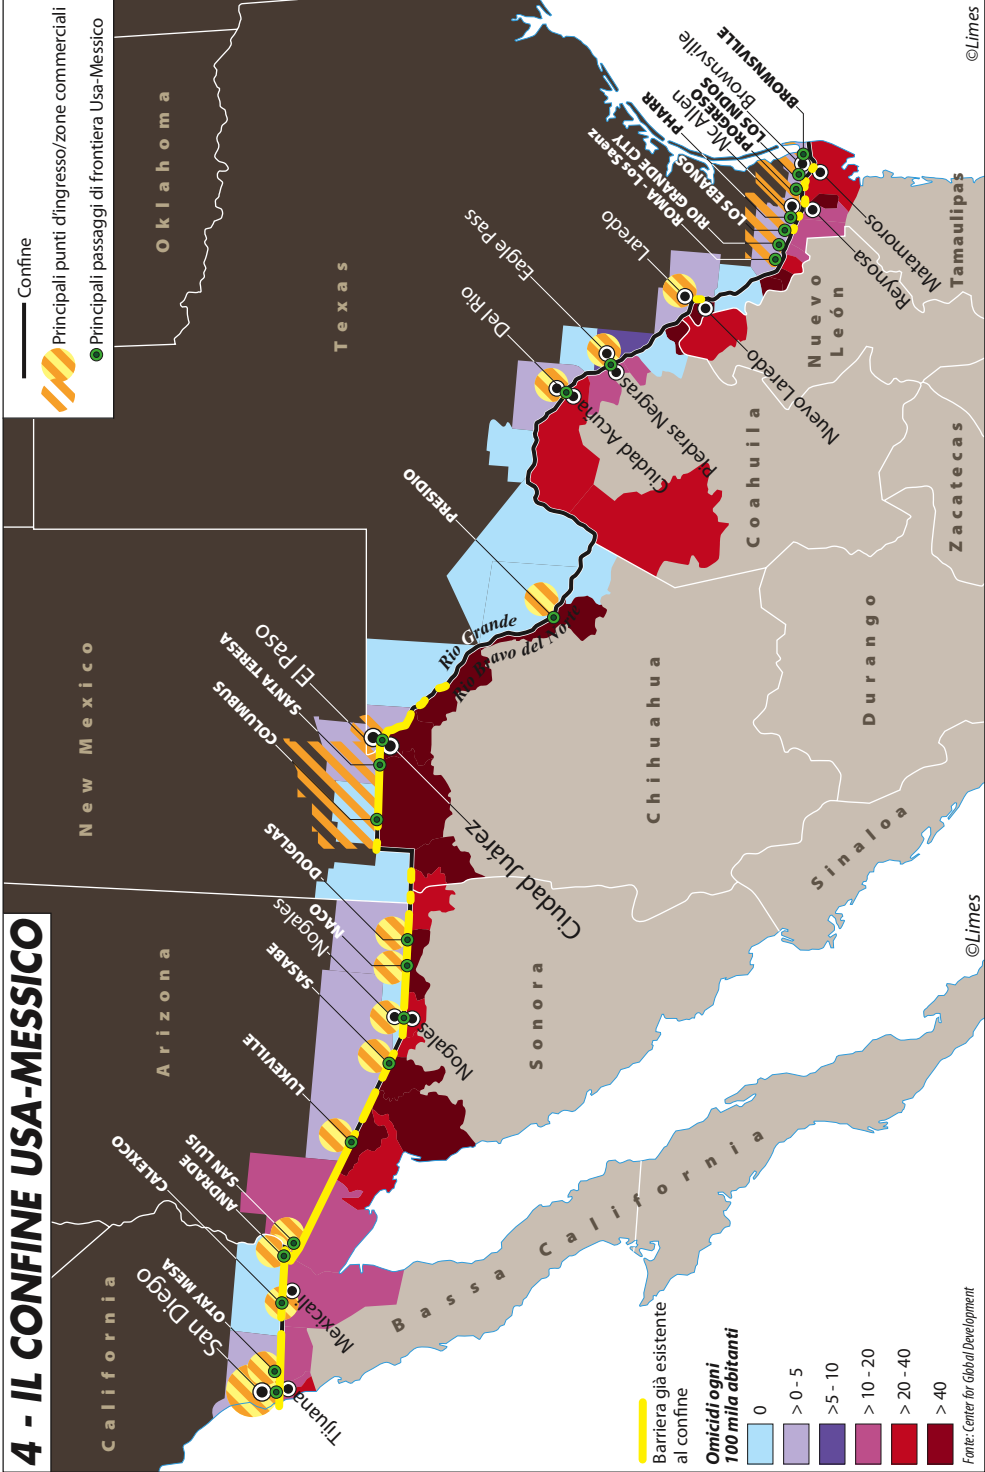 4 - IL CONFINE USA-MESSICO
Confine
Principali punti d'ingresso/zone commerciali
Principali passaggi di frontiera Usa-Messico
California
Arizona
New Mexico
Texas
Oklahoma
San Diego
OTAY MESA
CALEXICO
ANDRADE
SAN LUIS
LUKEVILLE
SASABE
Nogales
NACO
DOUGLAS
COLUMBUS
SANTA TERESA
El Paso
PRESIDIO
Del Rio
Eagle Pass
Laredo
ROMA - Los Saenz
RIO GRANDE CITY
LOS EBANOS
PHARR
Mc Allen
PROGRESO
LOS INDIOS
Brownsville
BROWNSVILLE
Rio Grande
Rio Bravo del Norte
Tijuana
Mexicali
Nogales
Ciudad Juárez
Ciudad Acuña
Piedras Negras
Nuevo Laredo
Reynosa
Matamoros
Bassa California
Sonora
Chihuahua
Coahuila
Nuevo
León
Tamaulipas
Sinaloa
Durango
Zacatecas
Barriera già esistente
al confine
Omicidi ogni
100 mila abitanti
0
> 0 - 5
>5 - 10
> 10 - 20
> 20 - 40
> 40
Fonte: Center for Global Development
©Limes
©Limes